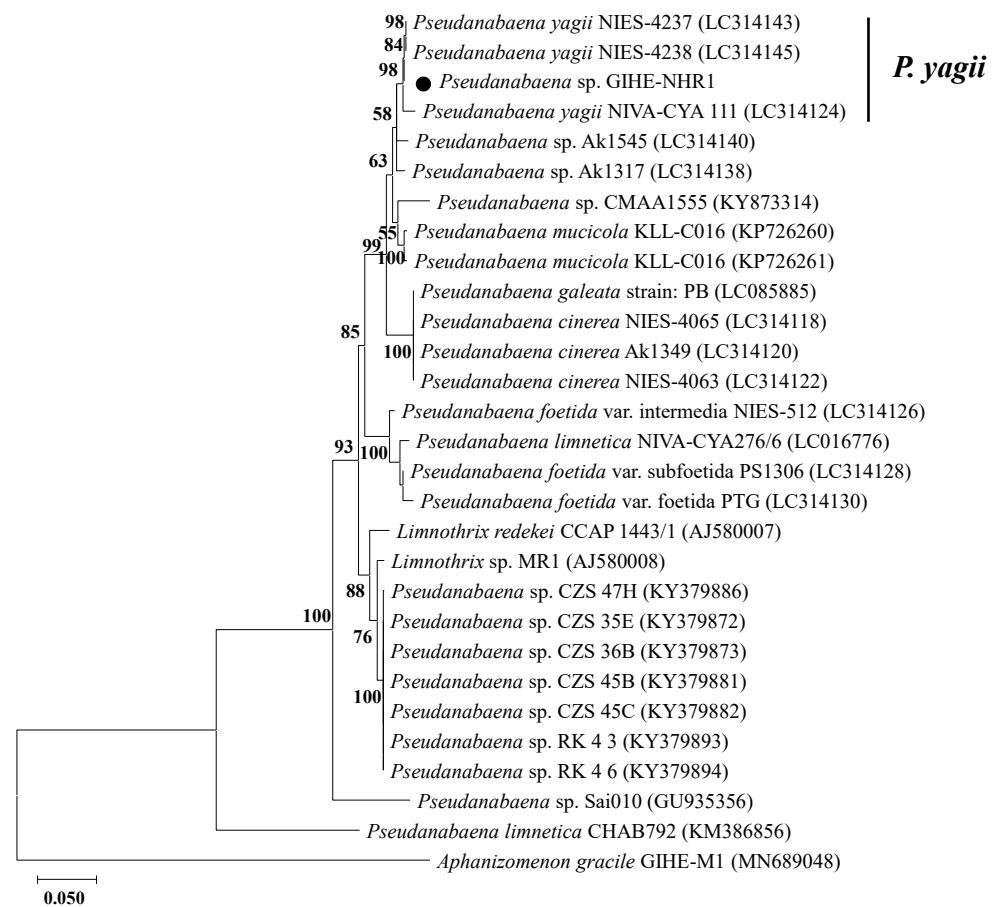 98 Pseudanabaena yagii NIES-4237 (LC314143)
84 Pseudanabaena yagii NIES-4238 (LC314145)
P. yagii
98 Pseudanabaena sp. GIHE-NHR1
Pseudanabaena yagii NIVA-CYA 111 (LC314124)
58
Pseudanabaena sp. Ak1545 (LC314140)
63
Pseudanabaena sp. Ak1317 (LC314138)
Pseudanabaena sp. CMAA1555 (KY873314)
55 Pseudanabaena mucicola KLL-C016 (KP726260)
99
100 Pseudanabaena mucicola KLL-C016 (KP726261)
Pseudanabaena galeata strain: PB (LC085885)
Pseudanabaena cinerea NIES-4065 (LC314118)
85
100 Pseudanabaena cinerea Ak1349 (LC314120)
Pseudanabaena cinerea NIES-4063 (LC314122)
Pseudanabaena foetida var. intermedia NIES-512 (LC314126)
93 100 Pseudanabaena limnetica NIVA-CYA276/6 (LC016776)
Pseudanabaena foetida var. subfoetida PS1306 (LC314128)
Pseudanabaena foetida var. foetida PTG (LC314130)
Limnothrix redekei CCAP 1443/1 (AJ580007)
Limnothrix sp. MR1 (AJ580008)
88 Pseudanabaena sp. CZS 47H (KY379886)
100
Pseudanabaena sp. CZS 35E (KY379872)
76
Pseudanabaena sp. CZS 36B (KY379873)
Pseudanabaena sp. CZS 45B (KY379881)
100
Pseudanabaena sp. CZS 45C (KY379882)
Pseudanabaena sp. RK 4 3 (KY379893)
Pseudanabaena sp. RK 4 6 (KY379894)
Pseudanabaena sp. Sai010 (GU935356)
Pseudanabaena limnetica CHAB792 (KM386856)
Aphanizomenon gracile GIHE-M1 (MN689048)
0.050